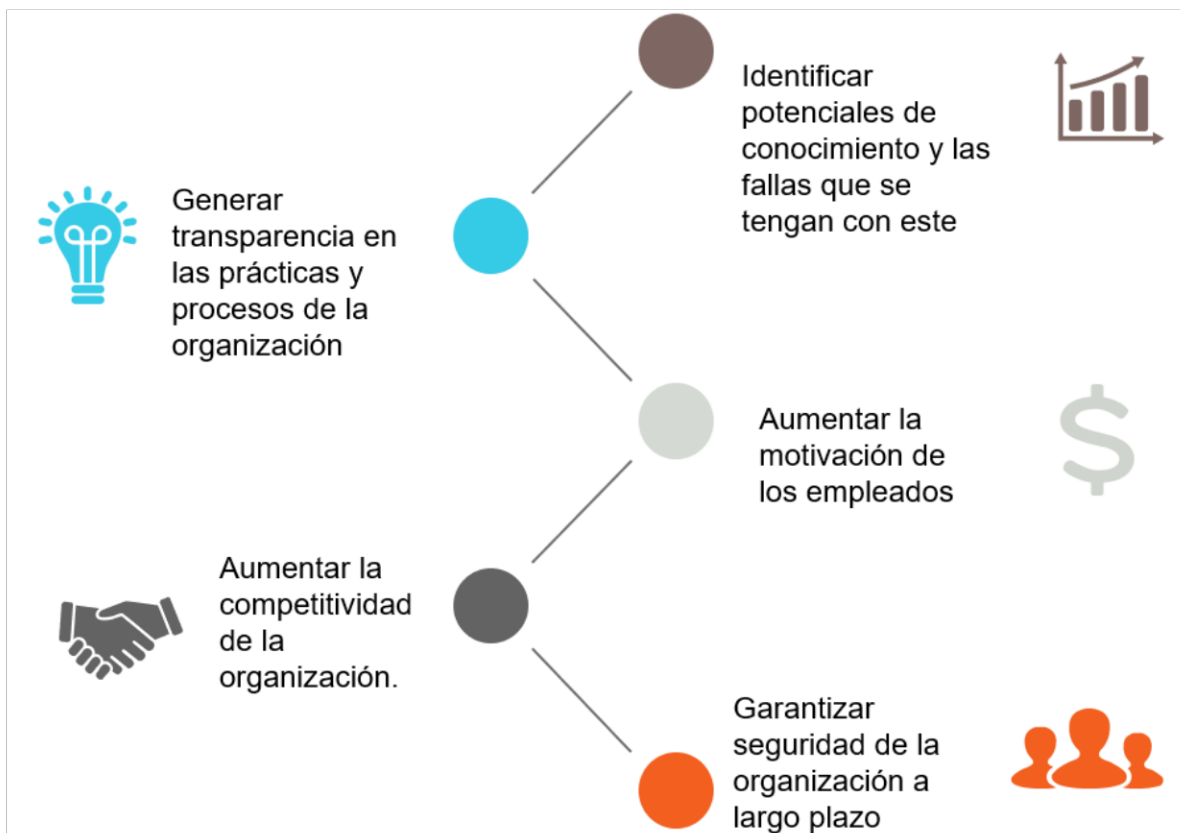 Identificar
potenciales de
conocimiento y las
fallas que se
tengan con este
Generar
transparencia en
las prácticas y
procesos de la
organización
Aumentar la
motivación de
los empleados
Aumentar la
competitividad
de la
organización.
Garantizar
seguridad de la
organización a
largo plazo